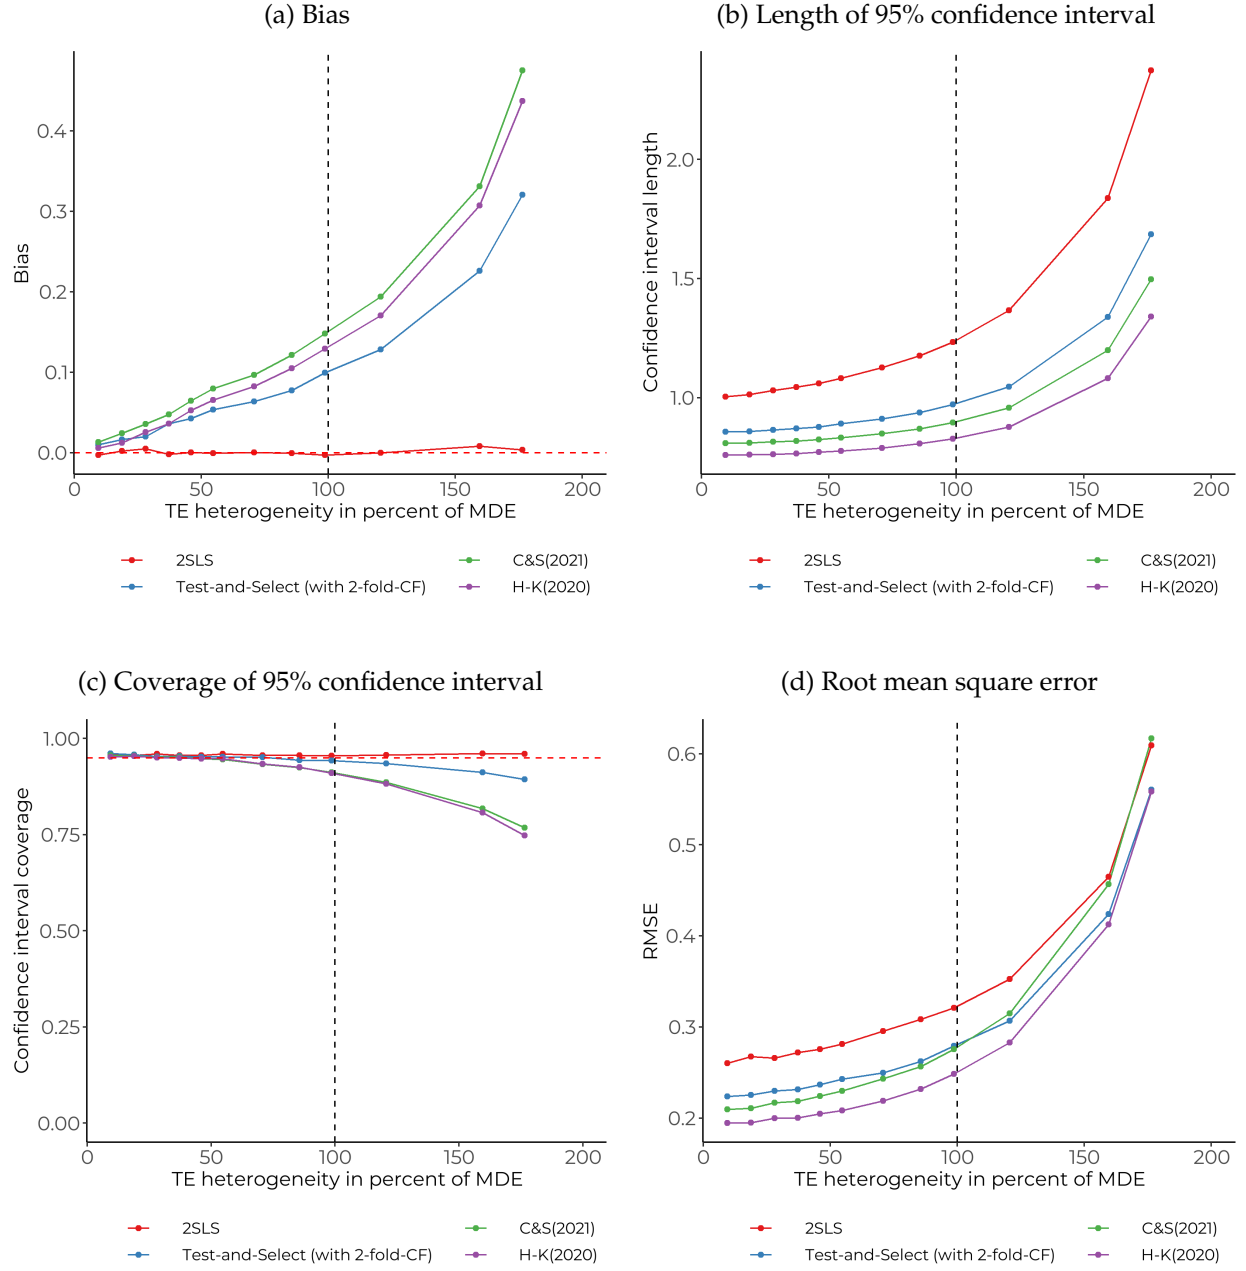 (a) Bias
Bias
0.4
0.3
0.2
0.1
0.0
0 50 100 150 200
TE heterogeneity in percent of MDE
2SLS
C&S(2021)
Test-and-Select (with 2-fold-CF)
H-K(2020)
(b) Length of 95% confidence interval
Confidence interval length
2.0
1.5
1.0
0 50 100 150 200
TE heterogeneity in percent of MDE
2SLS
C&S(2021)
Test-and-Select (with 2-fold-CF)
H-K(2020)
(c) Coverage of 95% confidence interval
Confidence interval coverage
1.00
0.75
0.50
0.25
0.00
0 50 100 150 200
TE heterogeneity in percent of MDE
2SLS
C&S(2021)
Test-and-Select (with 2-fold-CF)
H-K(2020)
(d) Root mean square error
RMSE
0.6
0.5
0.4
0.3
0.2
0 50 100 150 200
TE heterogeneity in percent of MDE
2SLS
C&S(2021)
Test-and-Select (with 2-fold-CF)
H-K(2020)